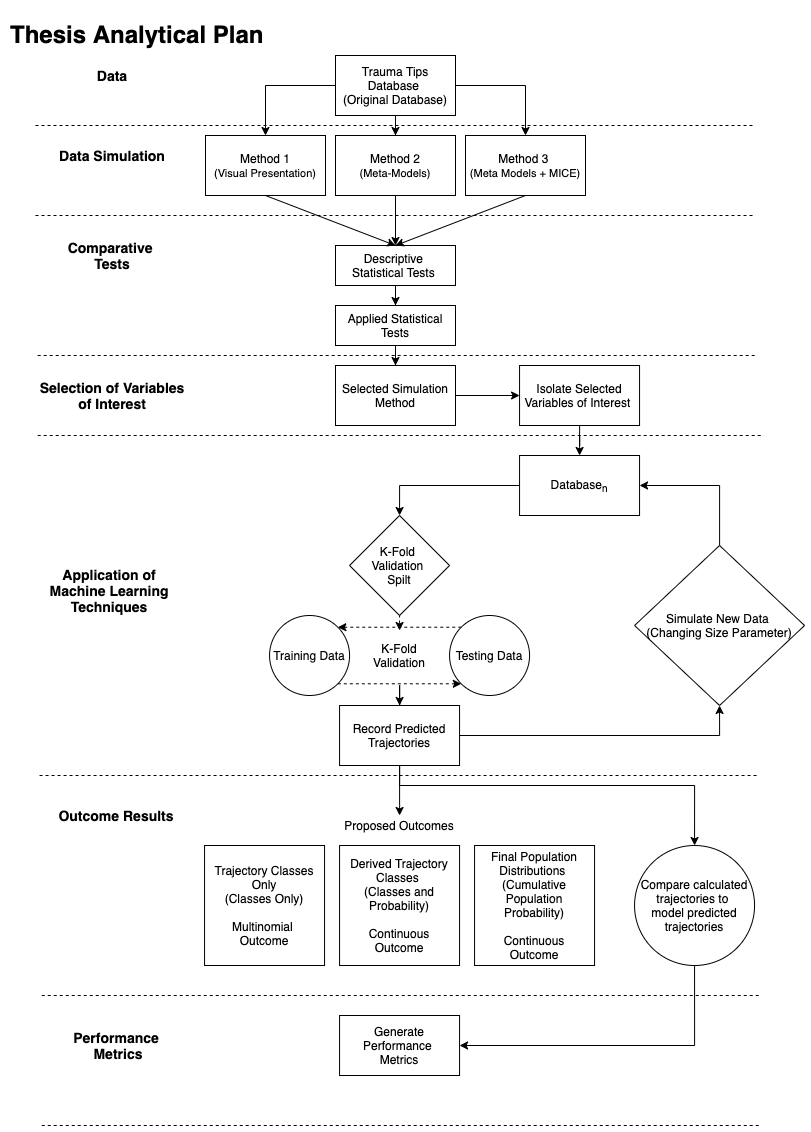 Thesis Analytical Plan
Data
Trauma Tips
Database
(Original Database)
Data Simulation
Method 1
(Visual Presentation)
Method 2
(Meta-Models)
Method 3
(Meta Models + MICE)
Comparative
Tests
Descriptive
Statistical Tests
Applied Statistical
Tests
Selection of Variables
of Interest
Selected Simulation
Method
Isolate Selected
Variables of Interest
Databasen
K-Fold
Validation
Spilt
Application of
Machine Learning
Techniques
Simulate New Data
(Changing Size Parameter)
Training Data
K-Fold
Validation
Testing Data
Record Predicted
Trajectories
Outcome Results
Proposed Outcomes
Trajectory Classes
Only
(Classes Only)
Multinomial
Outcome
Derived Trajectory
Classes
(Classes and
Probability)
Continuous
Outcome
Final Population
Distributions
(Cumulative
Population
Probability)
Continuous
Outcome
Compare calculated
trajectories to
model predicted
trajectories
Performance
Metrics
Generate
Performance
Metrics